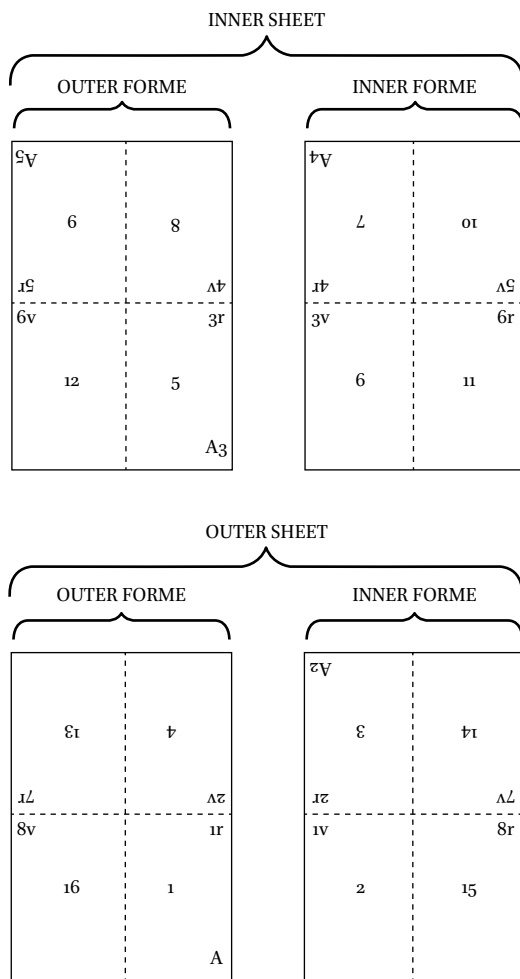 INNER SHEET
OUTER FORME INNER FORME
A5 A4
9 8 7 10
5r 4v 4r 5v
6v 3r 3v 6r
12 5 6 11
A3
OUTER SHEET
OUTER FORME INNER FORME
A2
13 4 3 14
7r 2v 2r 7v
8v 1r 1v 8r
16 1 2 15
A